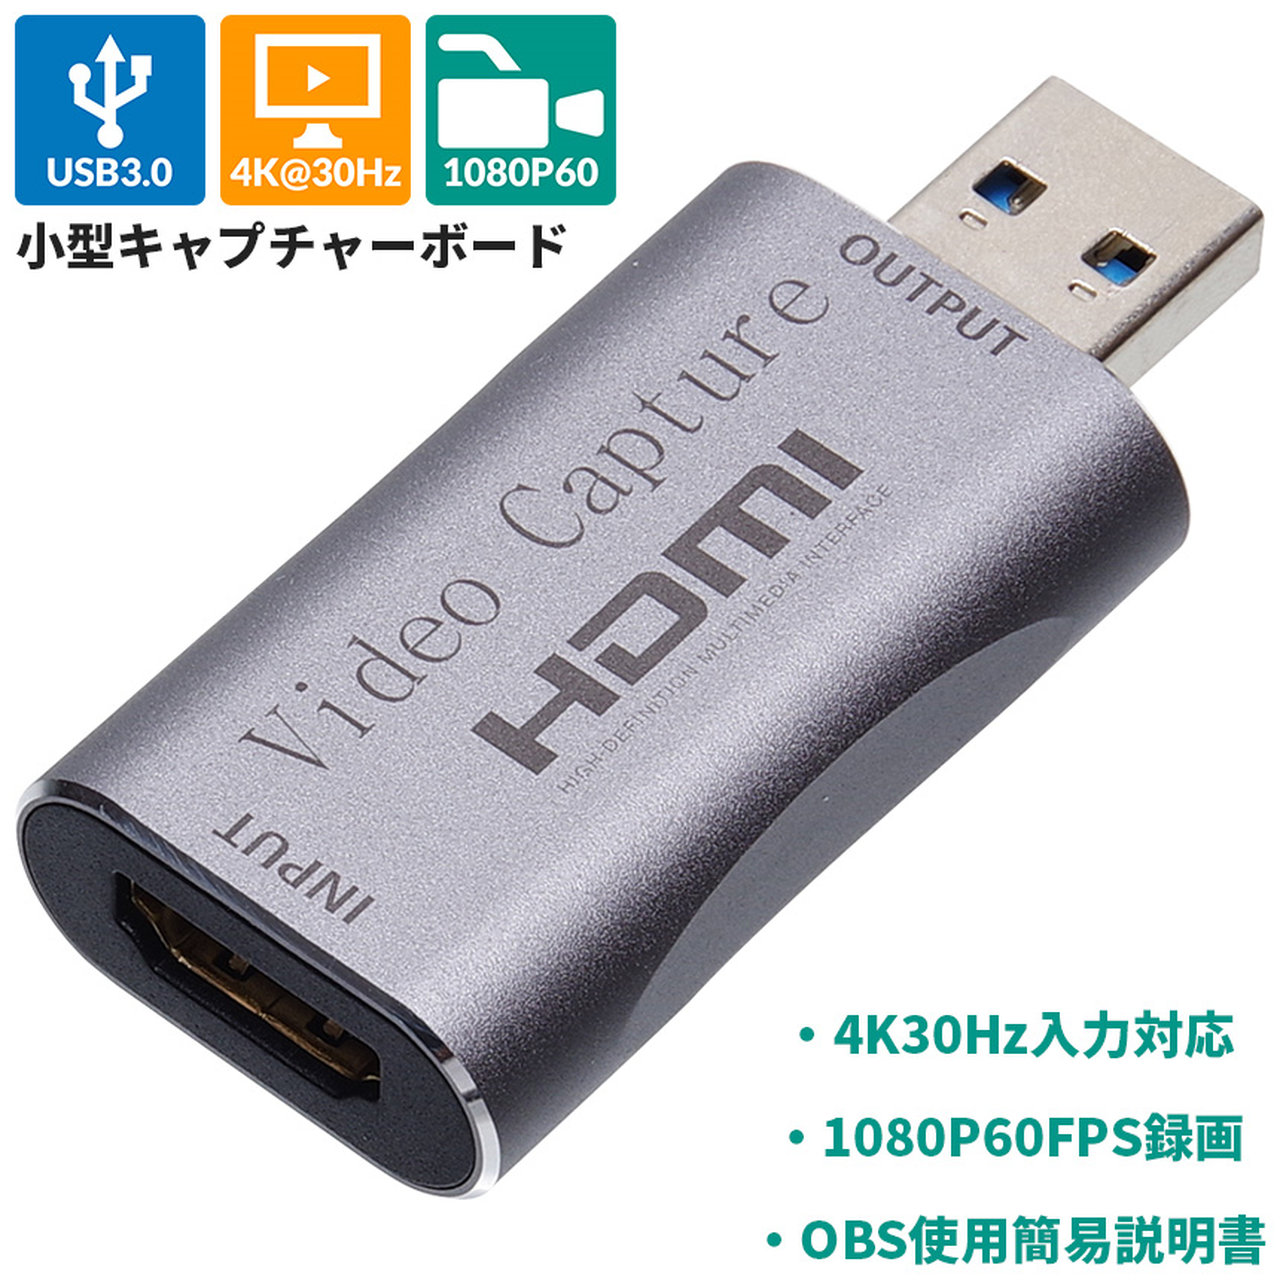 USB3.0
4K@30Hz
1080P60
小型キャプチャーボード
OUTPUT
Video Capture
HDMI
HIGH-DEFINITION MULTIMEDIA INTERFACE
INPUT
・4K30Hz入力対応
・1080P60FPS録画
・OBS使用簡易説明書